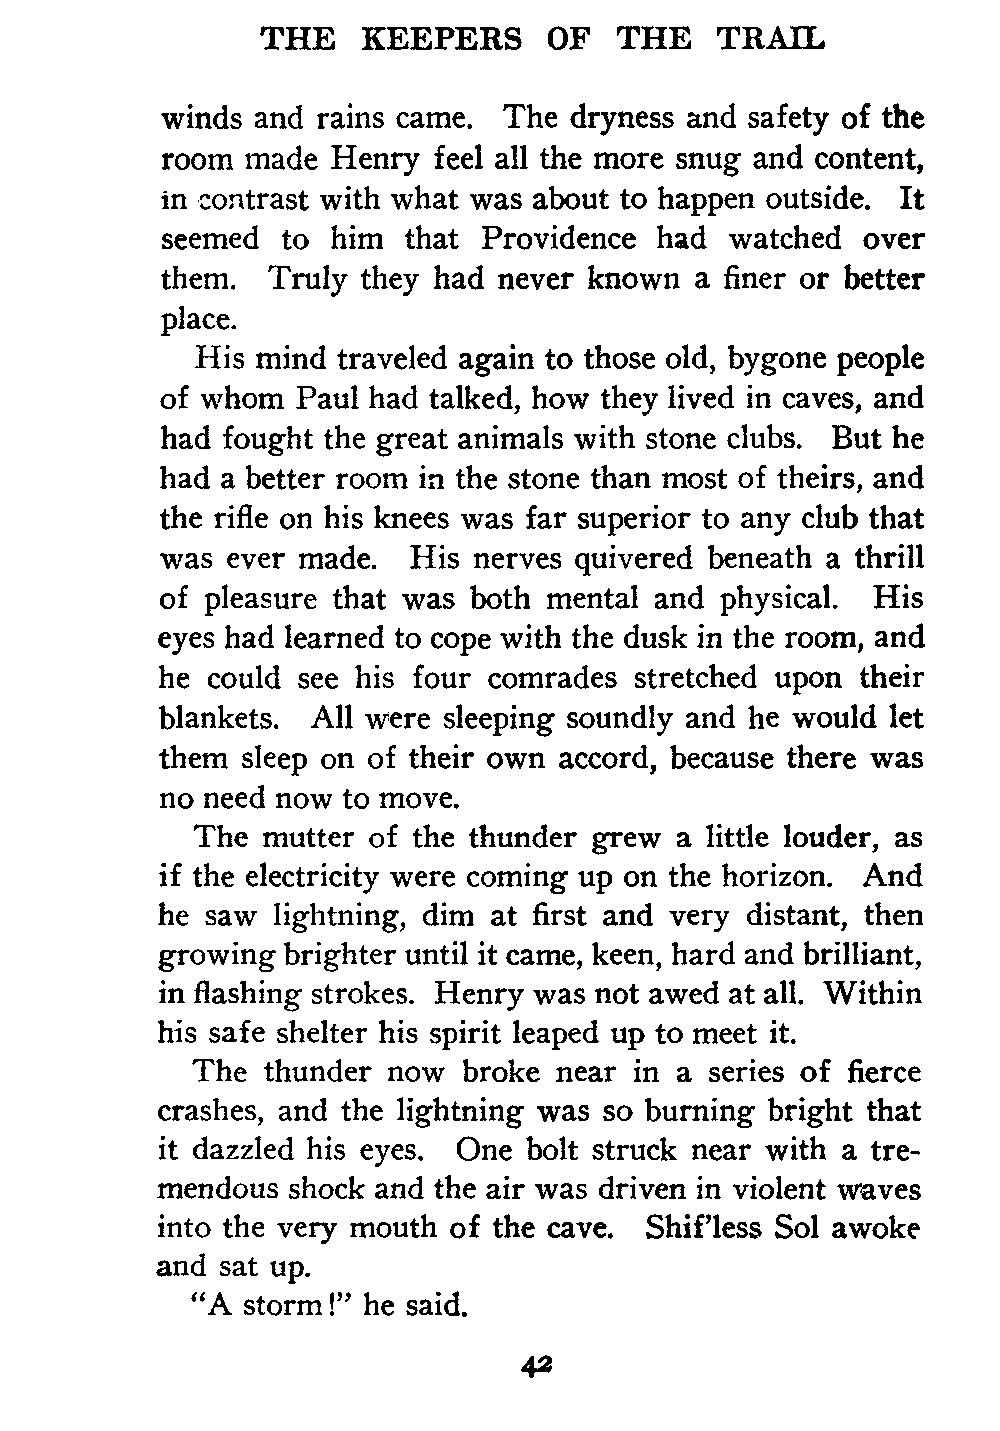 THE KEEPERS OF THE TRAIL
winds and rains came. The dryness and safety of the
room made Henry feel all the more snug and content,
in contrast with what was about to happen outside. It
seemed to him that Providence had watched over
them. Truly they had never known a finer or better
place.
His mind traveled again to those old, bygone people
of whom Paul had talked, how they lived in caves, and
had fought the great animals with stone clubs. But he
had a better room in the stone than most of theirs, and
the rifle on his knees was far superior to any club that
was ever made. His nerves quivered beneath a thrill
of pleasure that was both mental and physical. His
eyes had learned to cope with the dusk in the room, and
he could see his four comrades stretched upon their
blankets. All were sleeping soundly and he would let
them sleep on of their own accord, because there was
no need now to move.
The mutter of the thunder grew a little louder, as
if the electricity were coming up on the horizon. And
he saw lightning, dim at first and very distant, then
growing brighter until it came, keen, hard and brilliant,
in flashing strokes. Henry was not awed at all. Within
his safe shelter his spirit leaped up to meet it.
The thunder now broke near in a series of fierce
crashes, and the lightning was so burning bright that
it dazzled his eyes. One bolt struck near with a tre-
mendous shock and the air was driven in violent waves
into the very mouth of the cave. Shif'less Sol awoke
and sat up.
"A storm!" he said.
42